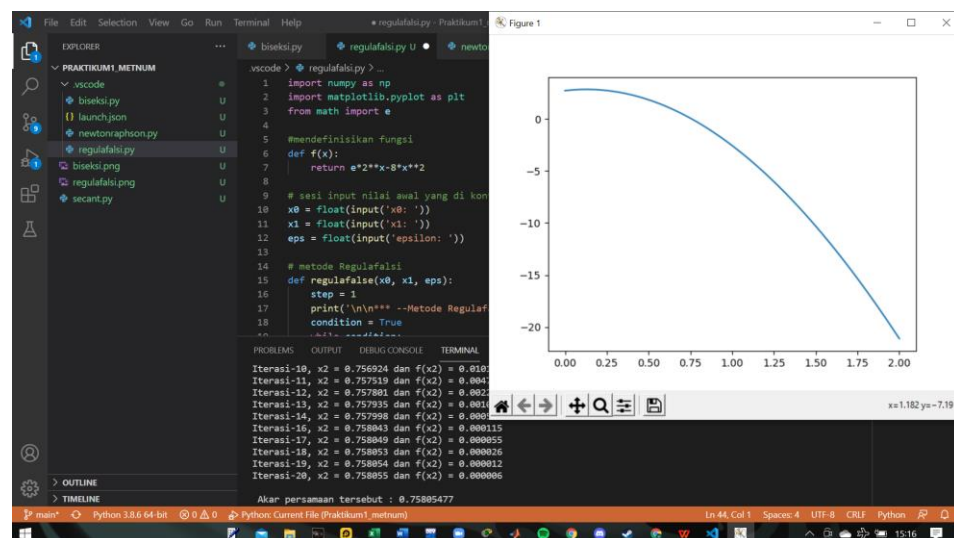 File Edit Selection View Go Run Terminal Help
● regulafalsi.py - Praktikum1_
Figure 1
EXPLORER
PRAKTIKUM1_METNUM
.vscode
biseksi.py U
launch.json U
newtonraphson.py U
regulafalsi.py U
biseksi.png U
regulafalsi.png U
secant.py U
OUTLINE
TIMELINE
biseksi.py
regulafalsi.py U ●
newto
.vscode > regulafalsi.py > ...
1 import numpy as np
2 import matplotlib.pyplot as plt
3 from math import e
4
5 #mendefinisikan fungsi
6 def f(x):
7 return e*2**x-8*x**2
8
9 # sesi input nilai awal yang di kon
10 x0 = float(input('x0: '))
11 x1 = float(input('x1: '))
12 eps = float(input('epsilon: '))
13
14 # metode Regulafalsi
15 def regulafalse(x0, x1, eps):
16 step = 1
17 print('\n\n*** --Metode Regulaf
18 condition = True
PROBLEMS OUTPUT DEBUG CONSOLE TERMINAL
Iterasi-10, x2 = 0.756924 dan f(x2) = 0.010
Iterasi-11, x2 = 0.757519 dan f(x2) = 0.004
Iterasi-12, x2 = 0.757801 dan f(x2) = 0.002
Iterasi-13, x2 = 0.757935 dan f(x2) = 0.001
Iterasi-14, x2 = 0.757998 dan f(x2) = 0.000
Iterasi-16, x2 = 0.758043 dan f(x2) = 0.000115
Iterasi-17, x2 = 0.758049 dan f(x2) = 0.000055
Iterasi-18, x2 = 0.758053 dan f(x2) = 0.000026
Iterasi-19, x2 = 0.758054 dan f(x2) = 0.000012
Iterasi-20, x2 = 0.758055 dan f(x2) = 0.000006
Akar persamaan tersebut : 0.75805477
0
−5
−10
−15
−20
0.00 0.25 0.50 0.75 1.00 1.25 1.50 1.75 2.00
x=1.182 y=−7.19
main* Python 3.8.6 64-bit 0 0 Python: Current File (Praktikum1_metnum)
Ln 44, Col 1 Spaces: 4 UTF-8 CRLF Python
15:16